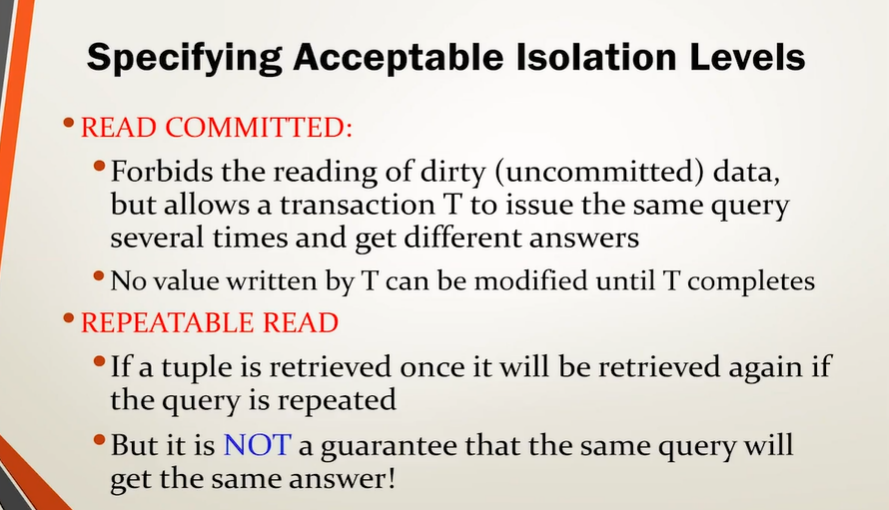 Specifying Acceptable Isolation Levels
•READ COMMITTED:
•Forbids the reading of dirty (uncommitted) data,
but allows a transaction T to issue the same query
several times and get different answers
•No value written by T can be modified until T completes
•REPEATABLE READ
•If a tuple is retrieved once it will be retrieved again if
the query is repeated
•But it is NOT a guarantee that the same query will
get the same answer!